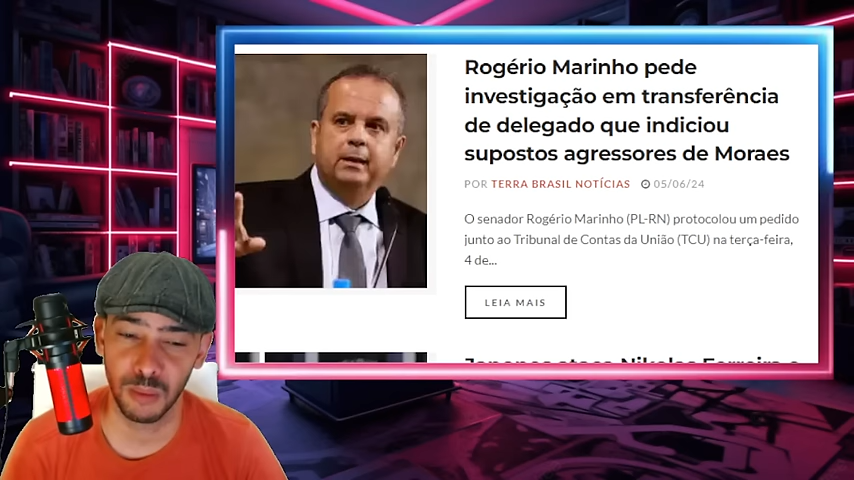 Rogério Marinho pede
investigação em transferência
de delegado que indiciou
supostos agressores de Moraes
POR TERRA BRASIL NOTÍCIAS 05/06/24
O senador Rogério Marinho (PL-RN) protocolou um pedido
junto ao Tribunal de Contas da União (TCU) na terça-feira,
4 de...
LEIA MAIS